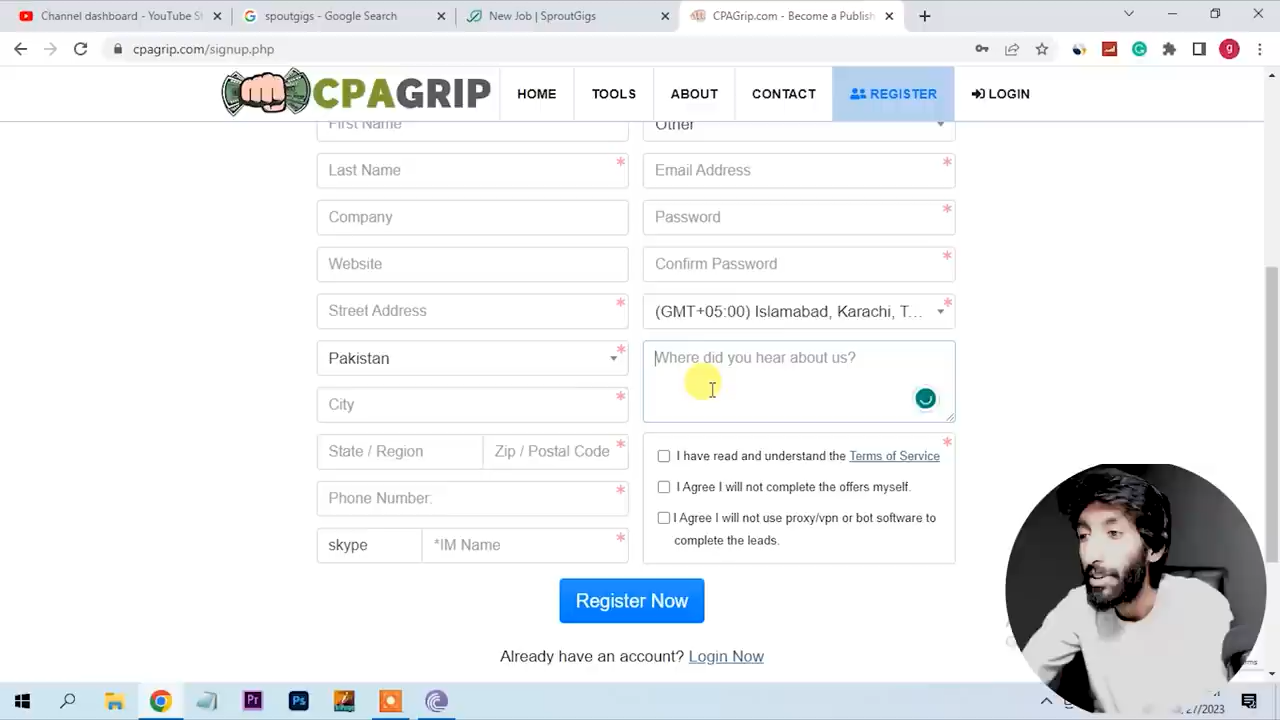 Channel dashboard - YouTube St
spoutgigs - Google Search
New Job | SproutGigs
CPAGrip.com - Become a Publish
cpagrip.com/signup.php
g
CPAGRIP
HOME
TOOLS
ABOUT
CONTACT
REGISTER
LOGIN
First Name
Other
Last Name
*
Email Address
*
Company
Password
*
Website
Confirm Password
*
Street Address
*
(GMT+05:00) Islamabad, Karachi, T...
*
Pakistan
*
Where did you hear about us?
City
*
State / Region
Zip / Postal Code
*
*
I have read and understand the Terms of Service
I Agree I will not complete the offers myself.
Phone Number.
*
I Agree I will not use proxy/vpn or bot software to
complete the leads.
skype
*IM Name
*
Register Now
Already have an account? Login Now
Pr
Ps
27/2023